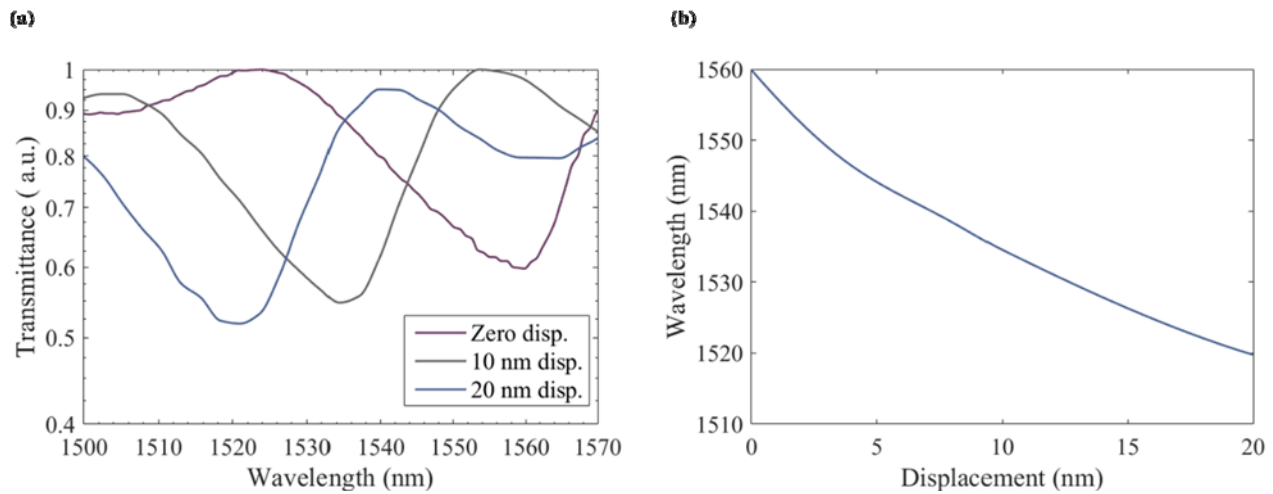 (a)
1
0.9
0.8
0.7
0.6
0.5
0.4
Transmittance ( a.u.)
Zero disp.
10 nm disp.
20 nm disp.
1500 1510 1520 1530 1540 1550 1560 1570
Wavelength (nm)
(b)
1560
1550
1540
1530
1520
1510
Wavelength (nm)
0 5 10 15 20
Displacement (nm)